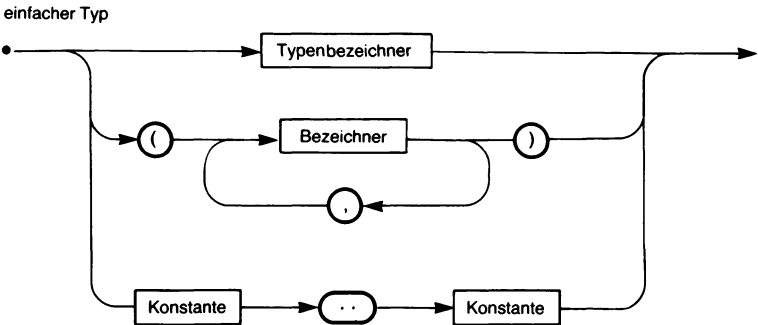 einfacher Typ
Typenbezeichner
( Bezeichner )
,
Konstante .. Konstante